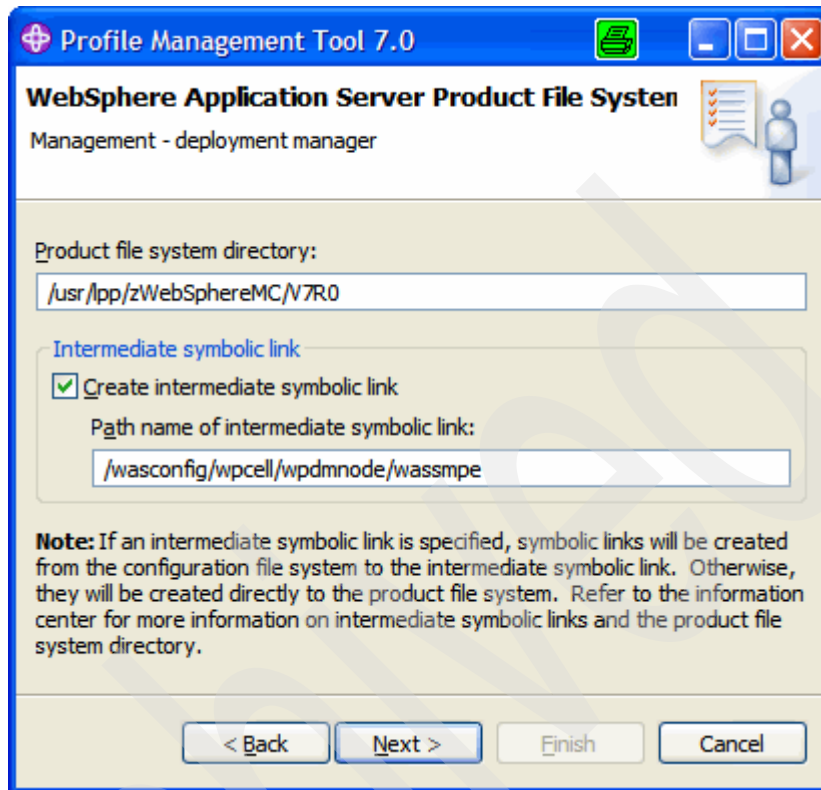 Profile Management Tool 7.0
WebSphere Application Server Product File System
Management - deployment manager
Product file system directory:
/usr/lpp/zWebSphereMC/V7R0
Intermediate symbolic link
Create intermediate symbolic link
Path name of intermediate symbolic link:
/wasconfig/wpcell/wpdmnode/wassmpe
Note: If an intermediate symbolic link is specified, symbolic links will be created
from the configuration file system to the intermediate symbolic link. Otherwise,
they will be created directly to the product file system. Refer to the information
center for more information on intermediate symbolic links and the product file
system directory.
< Back Next > Finish Cancel